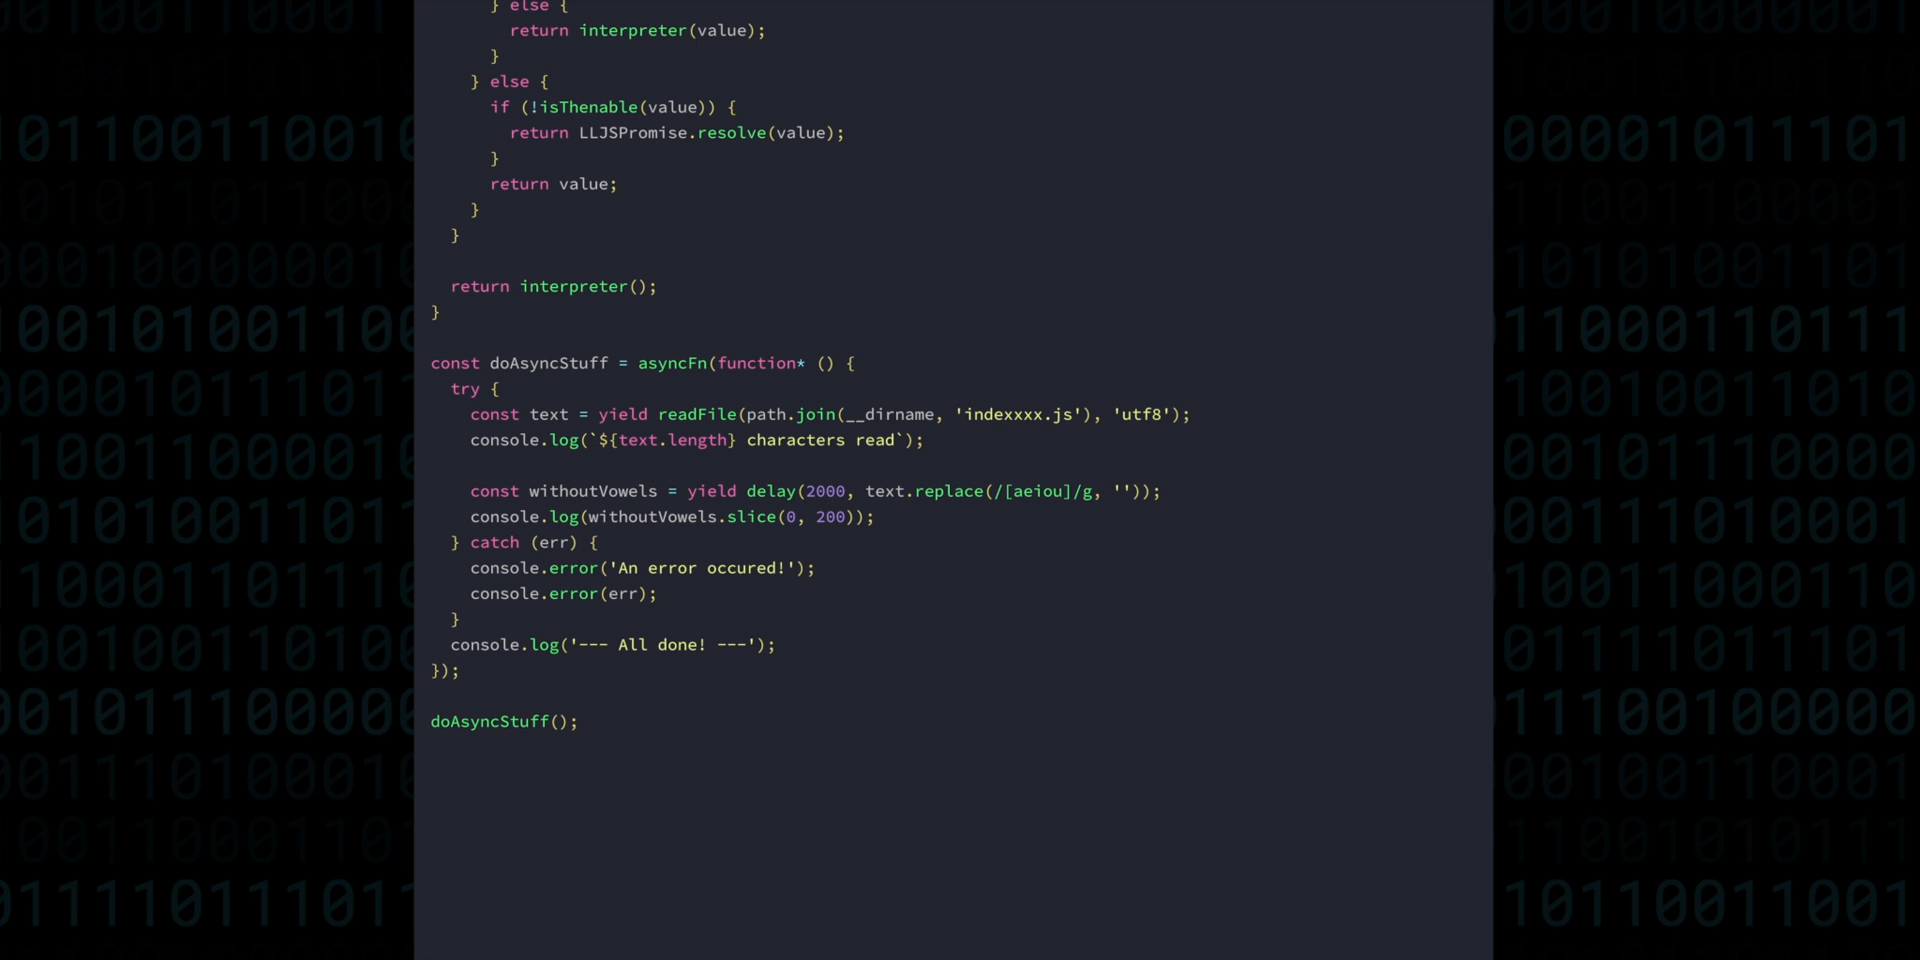 } else {
return interpreter(value);
}
} else {
if (!isThenable(value)) {
return LLJSPromise.resolve(value);
}
return value;
}
}
return interpreter();
}
const doAsyncStuff = asyncFn(function* () {
try {
const text = yield readFile(path.join(__dirname, 'indexxxx.js'), 'utf8');
console.log(`${text.length} characters read`);
const withoutVowels = yield delay(2000, text.replace(/[aeiou]/g, ''));
console.log(withoutVowels.slice(0, 200));
} catch (err) {
console.error('An error occured!');
console.error(err);
}
console.log('--- All done! ---');
});
doAsyncStuff();